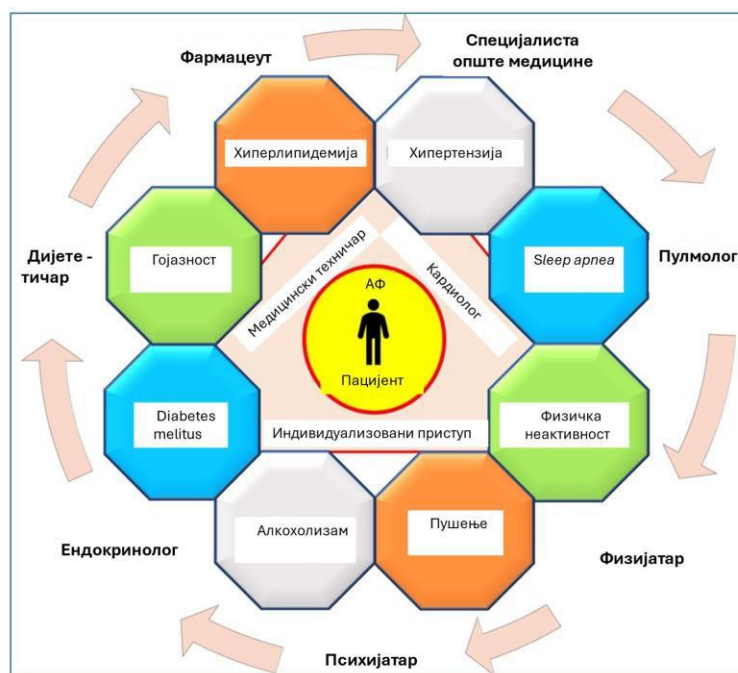 Фармацеут
Специјалиста
опште медицине
Хиперлипидемија
Хипертензија
Дијете -
тичар
Гојазност
Медицински техничар
Кардиолог
Sleep apnea
Пулмолог
АФ
Пацијент
Diabetes
melitus
Индивидуализовани приступ
Физичка
неактивност
Ендокринолог
Алкохолизам
Пушење
Физијатар
Психијатар